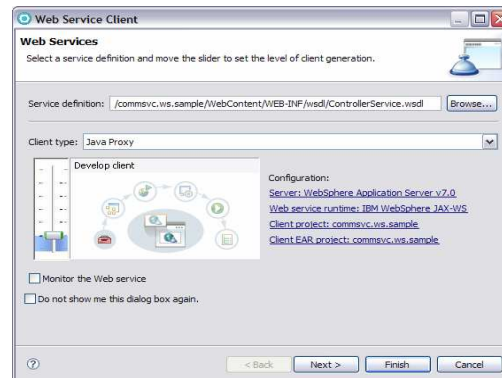 Web Service Client
Web Services
Select a service definition and move the slider to set the level of client generation.
Service definition: /commsvc.ws.sample/WebContent/WEB-INF/wsdl/ControllerService.wsdl Browse...
Client type: Java Proxy
Develop client
Configuration:
Server: WebSphere Application Server v7.0
Web service runtime: IBM WebSphere JAX-WS
Client project: commsvc.ws.sample
Client EAR project: commsvc.ws.sample
Monitor the Web service
Do not show me this dialog box again.
? < Back Next > Finish Cancel